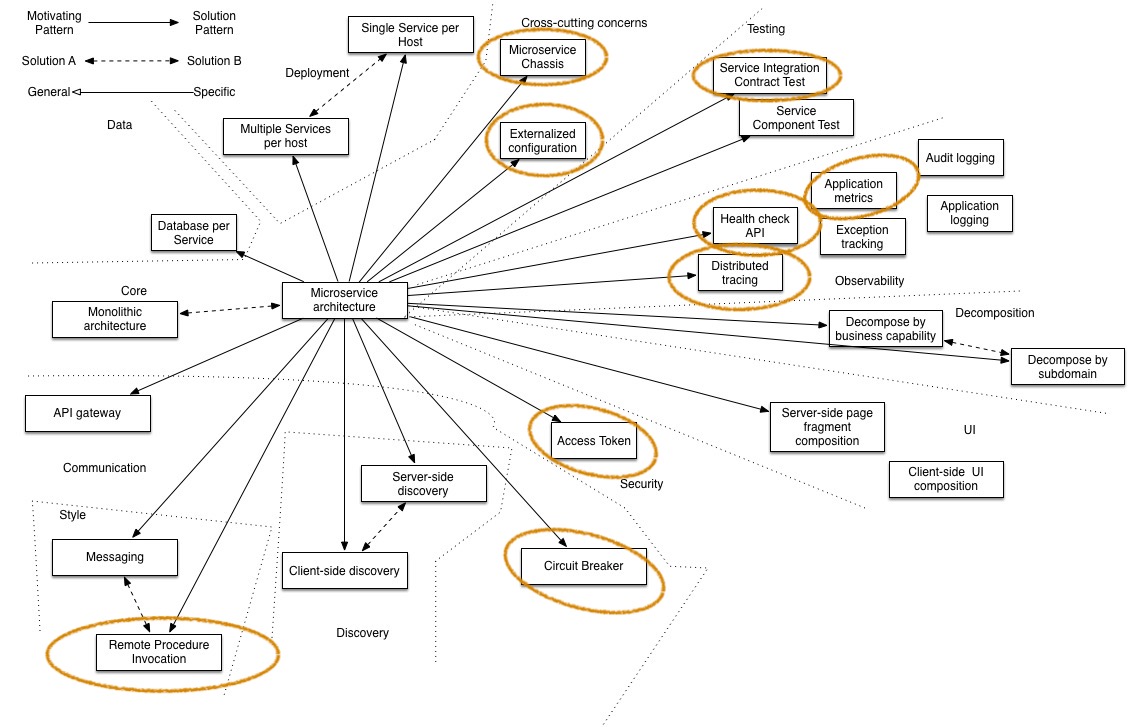 Motivating
Pattern
Solution
Pattern
Solution A
Solution B
General
Specific
Data
Deployment
Single Service per
Host
Multiple Services
per host
Cross-cutting concerns
Microservice
Chassis
Externalized
configuration
Testing
Service Integration
Contract Test
Service
Component Test
Audit logging
Application
metrics
Application
logging
Health check
API
Exception
tracking
Distributed
tracing
Observability
Database per
Service
Core
Monolithic
architecture
Microservice
architecture
Decomposition
Decompose by
business capability
Decompose by
subdomain
API gateway
Server-side page
fragment
composition
UI
Client-side UI
composition
Access Token
Security
Communication
Server-side
discovery
Style
Messaging
Client-side discovery
Circuit Breaker
Discovery
Remote Procedure
Invocation